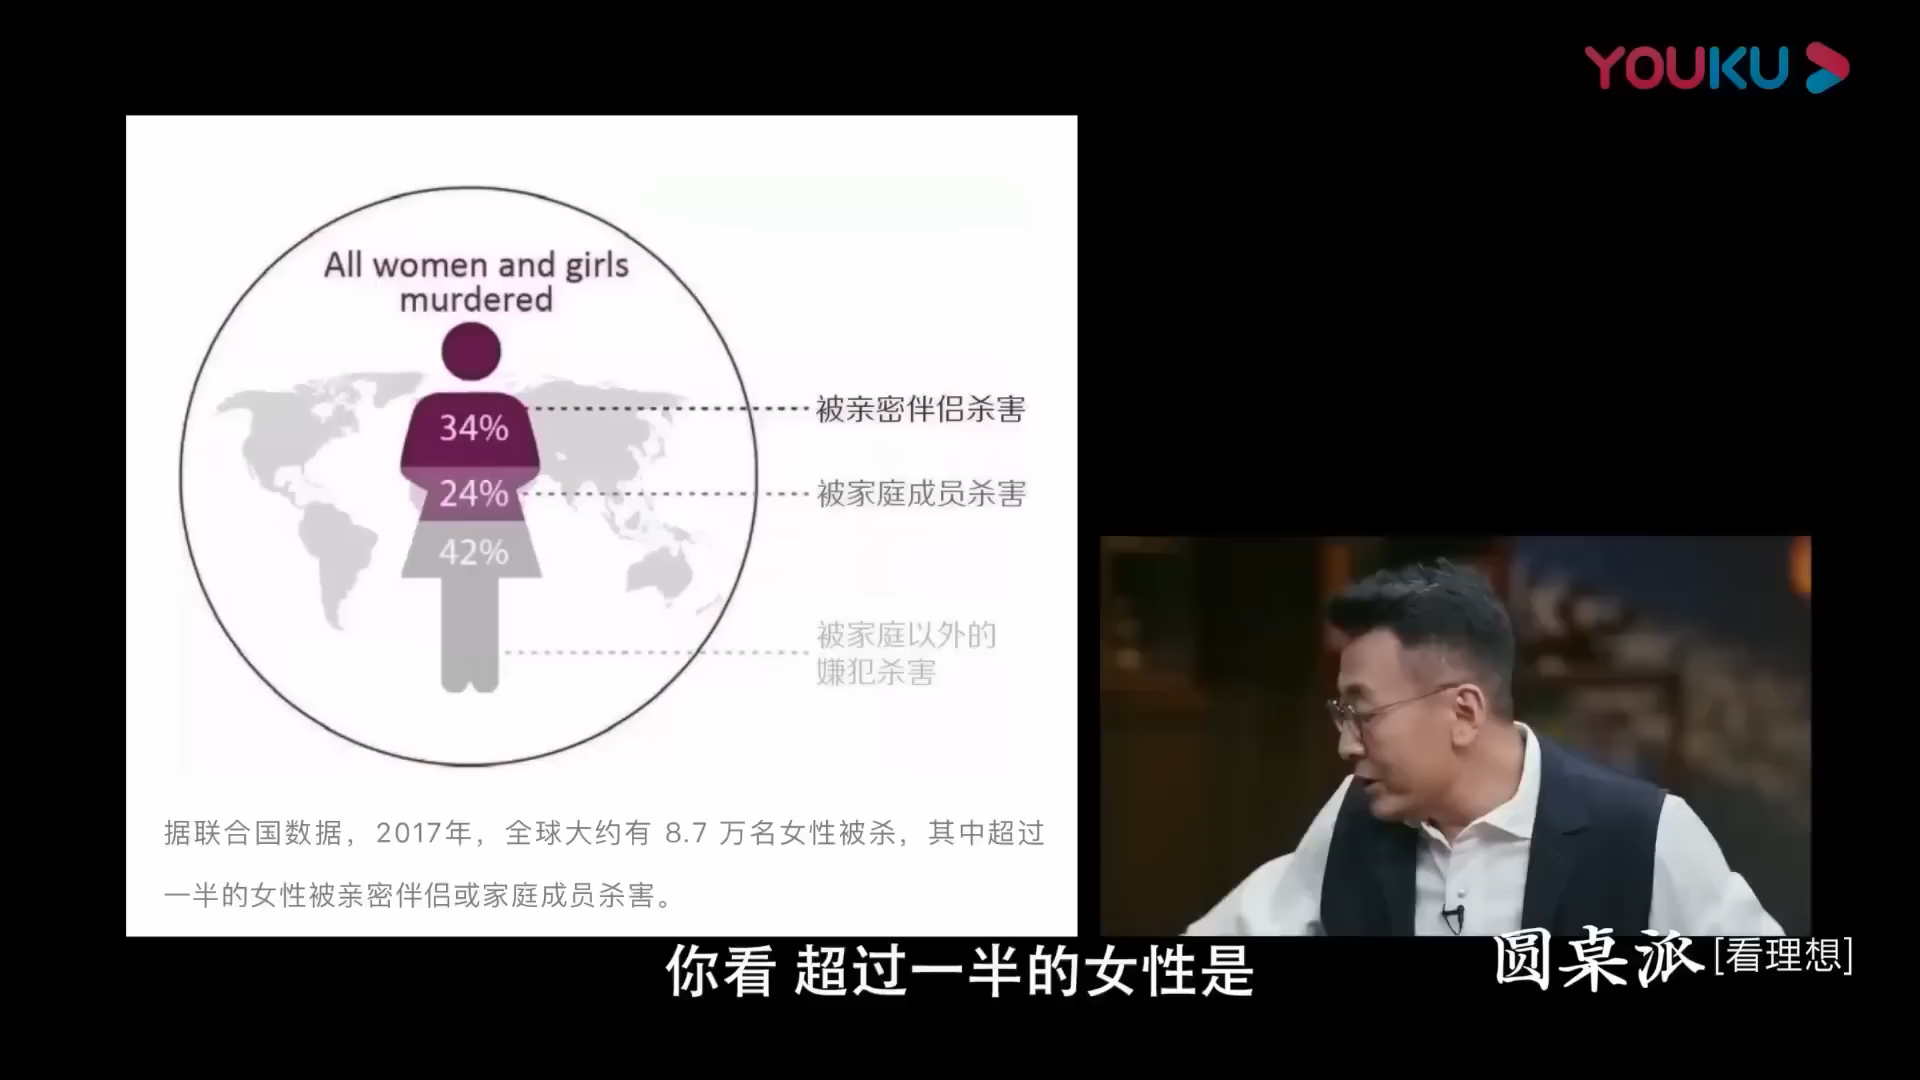 YOUKU
All women and girls
murdered
34%
被亲密伴侣杀害
24%
被家庭成员杀害
42%
被家庭以外的
嫌犯杀害
据联合国数据，2017年，全球大约有 8.7 万名女性被杀，其中超过
一半的女性被亲密伴侣或家庭成员杀害。
你看 超过一半的女性是
圆桌派[看理想]